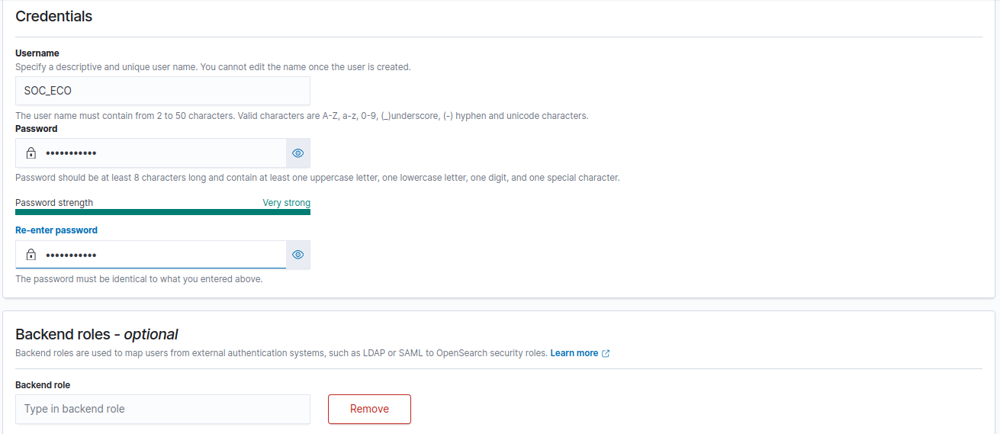 Credentials
Username
Specify a descriptive and unique user name. You cannot edit the name once the user is created.
SOC_ECO
The user name must contain from 2 to 50 characters. Valid characters are A-Z, a-z, 0-9, (_)underscore, (-) hyphen and unicode characters.
Password
•••••••••••
Password should be at least 8 characters long and contain at least one uppercase letter, one lowercase letter, one digit, and one special character.
Password strength Very strong
Re-enter password
•••••••••••
The password must be identical to what you entered above.
Backend roles - optional
Backend roles are used to map users from external authentication systems, such as LDAP or SAML to OpenSearch security roles. Learn more
Backend role
Type in backend role Remove